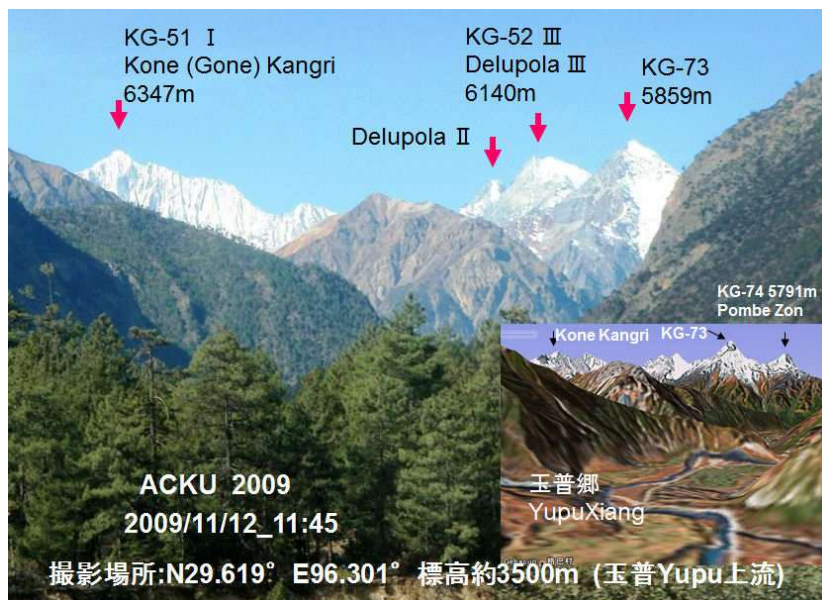 KG-51 Ⅰ
Kone (Gone) Kangri
6347m
KG-52 Ⅲ
Delupola Ⅲ
6140m
KG-73
5859m
Delupola Ⅱ
KG-74 5791m
Pombe Zon
Kone Kangri
KG-73
玉普郷
YupuXiang
ACKU 2009
2009/11/12_11:45
撮影場所:N29.619° E96.301° 標高約3500m (玉普Yupu上流)